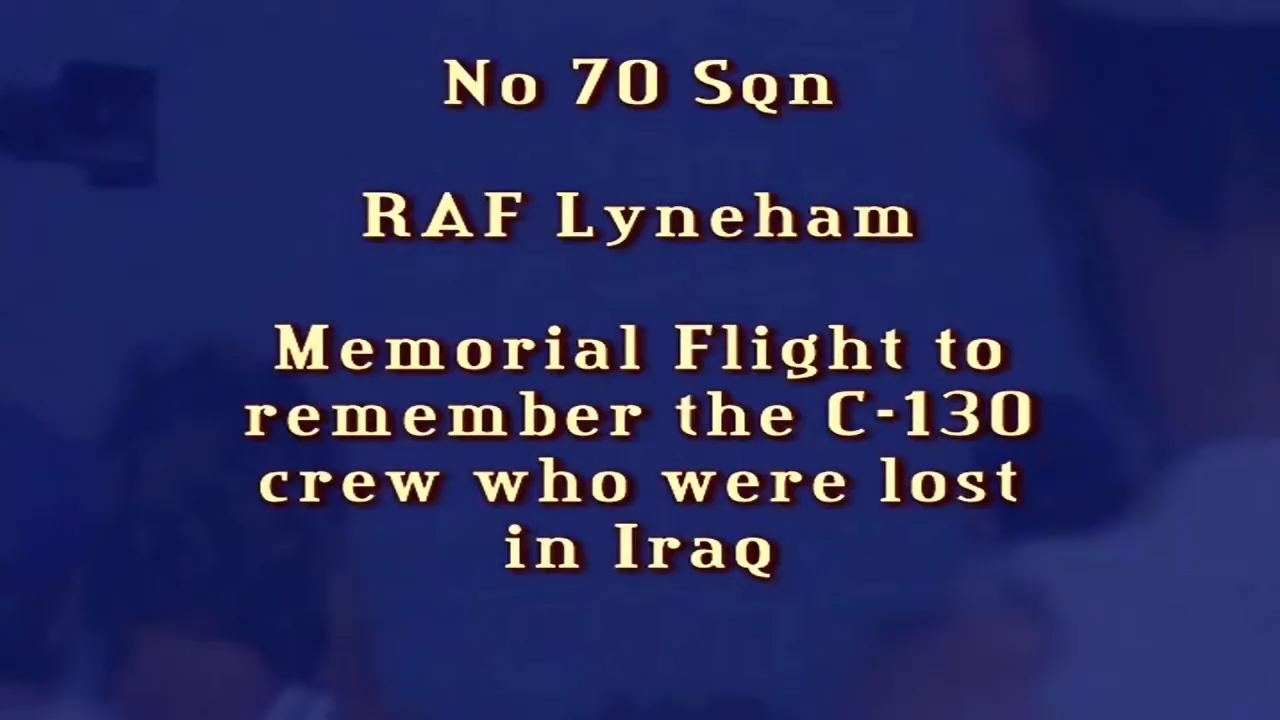 No 70 Sqn
RAF Lyneham
Memorial Flight to
remember the C-130
crew who were lost
in Iraq